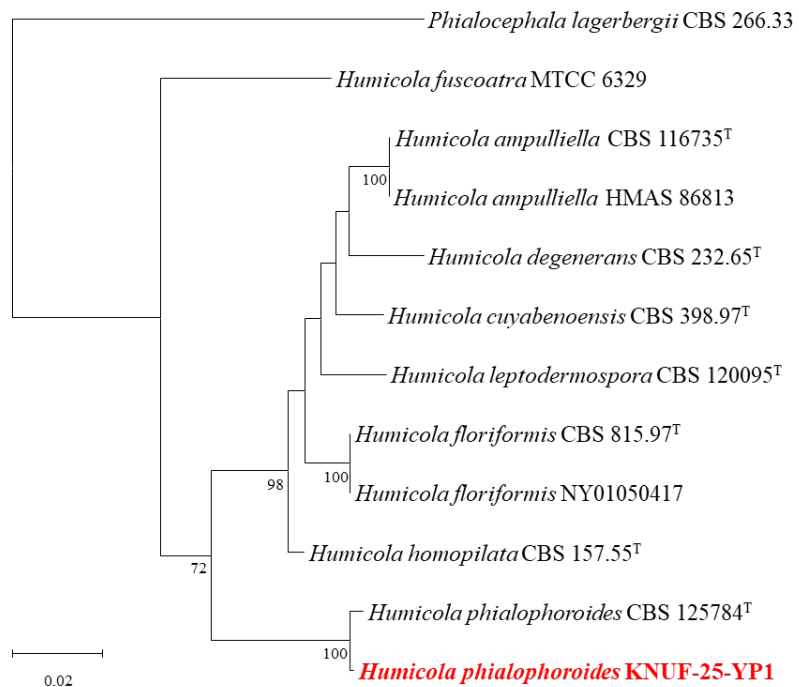 Phialocephala lagerbergii CBS 266.33
Humicola fuscoatra MTCC 6329
Humicola ampulliella CBS 116735ᵀ
100
Humicola ampulliella HMAS 86813
Humicola degenerans CBS 232.65ᵀ
Humicola cuyabenoensis CBS 398.97ᵀ
Humicola leptodermospora CBS 120095ᵀ
Humicola floriformis CBS 815.97ᵀ
100
98
Humicola floriformis NY01050417
Humicola homopilata CBS 157.55ᵀ
72
Humicola phialophoroides CBS 125784ᵀ
100
Humicola phialophoroides KNUF-25-YP1
0.02